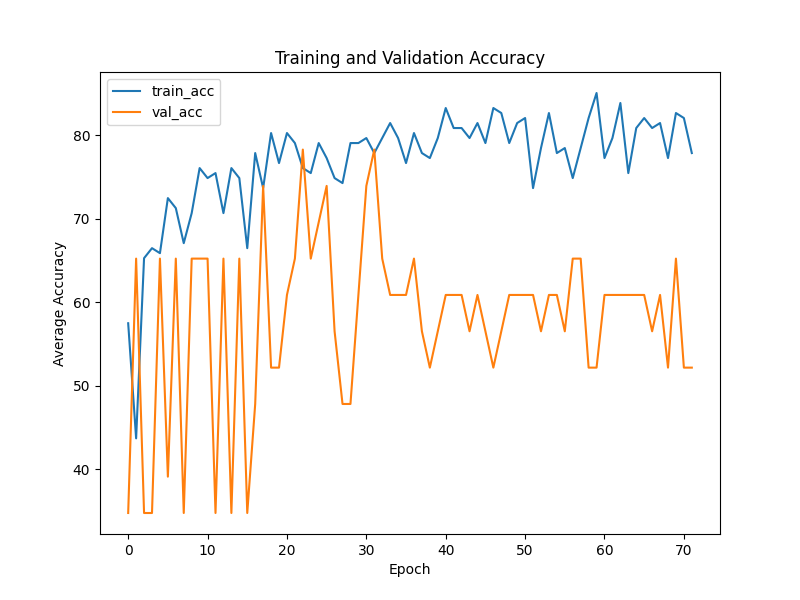 Training and Validation Accuracy
train_acc
val_acc
80
70
60
50
40
Average Accuracy
0 10 20 30 40 50 60 70
Epoch